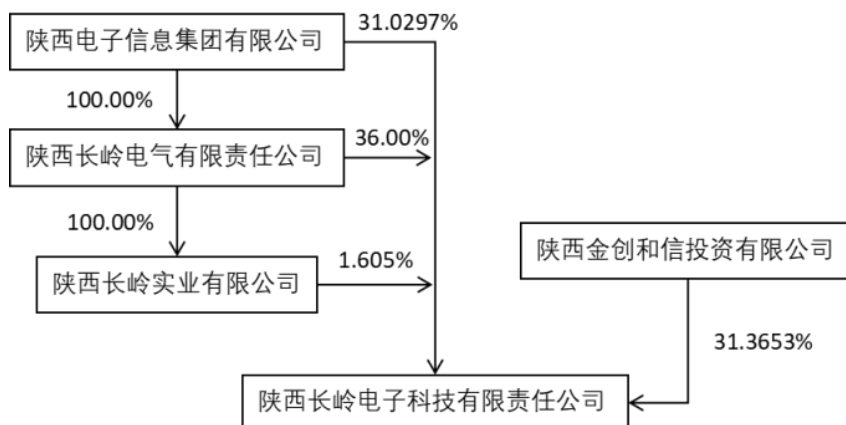 陕西电子信息集团有限公司
31.0297%
100.00%
陕西长岭电气有限责任公司
36.00%
100.00%
陕西长岭实业有限公司
1.605%
陕西金创和信投资有限公司
31.3653%
陕西长岭电子科技有限责任公司